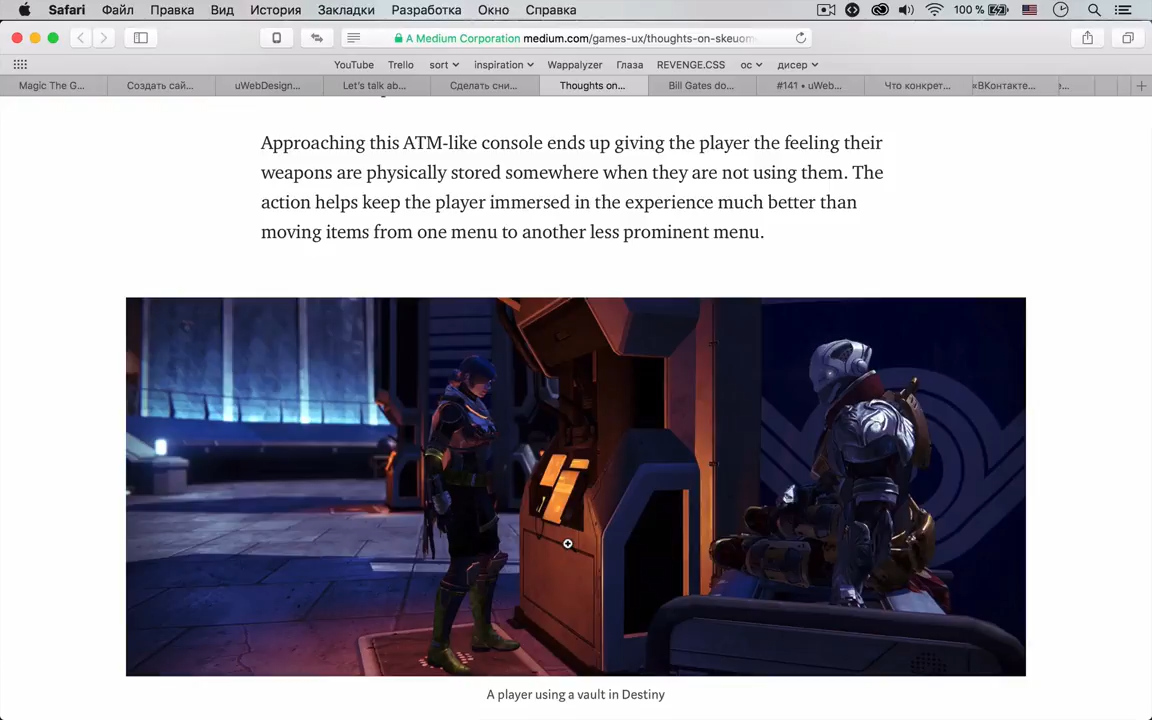 Safari Файл Правка Вид История Закладки Разработка Окно Справка 100 %
A Medium Corporation medium.com/games-ux/thoughts-on-skeuom
YouTube Trello sort inspiration Wappalyzer Глаза REVENGE.CSS ос дисер
Magic The G... Создать сай... uWebDesign... Let's talk ab... Сделать сни... Thoughts on... Bill Gates do... #141 • uWeb... Что конкрет... «ВКонтакте... е...
Approaching this ATM-like console ends up giving the player the feeling their
weapons are physically stored somewhere when they are not using them. The
action helps keep the player immersed in the experience much better than
moving items from one menu to another less prominent menu.
A player using a vault in Destiny